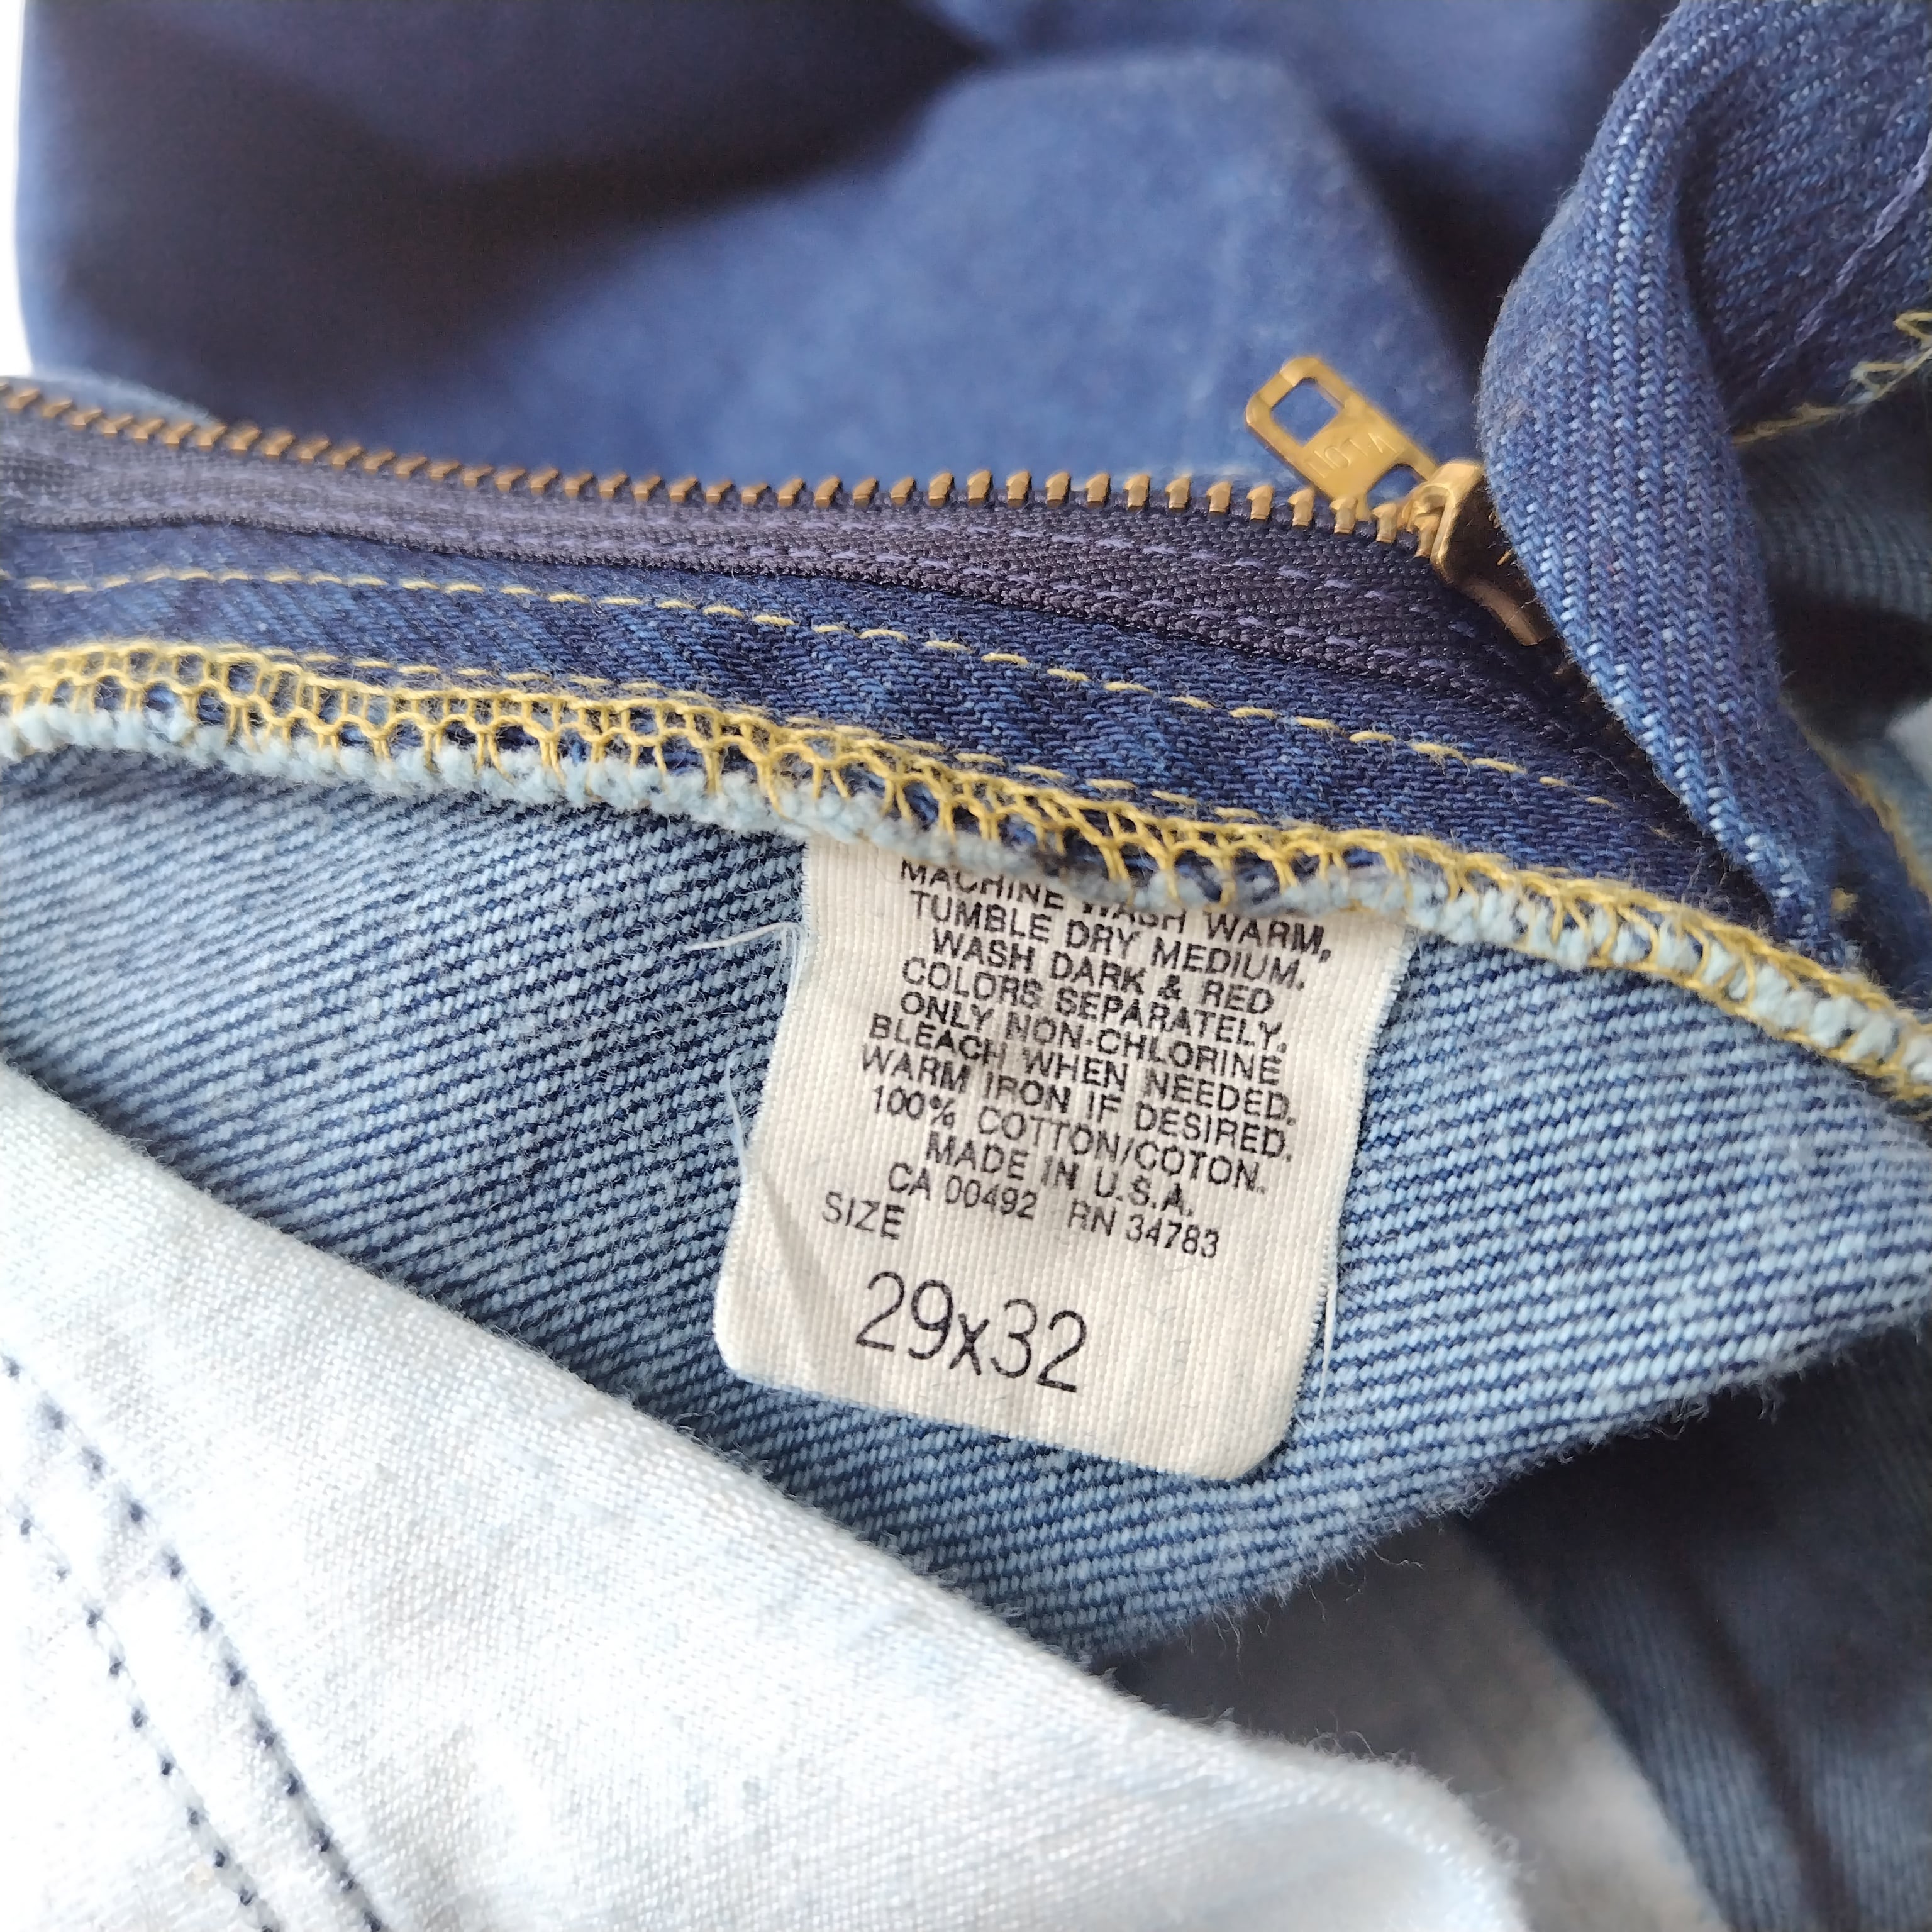 MACHINE WASH WARM,
TUMBLE DRY MEDIUM.
WASH DARK & RED
COLORS SEPARATELY.
ONLY NON-CHLORINE
BLEACH WHEN NEEDED.
WARM IRON IF DESIRED.
100% COTTON/COTON.
MADE IN U.S.A.
CA 00492 RN 34783
SIZE
29x32